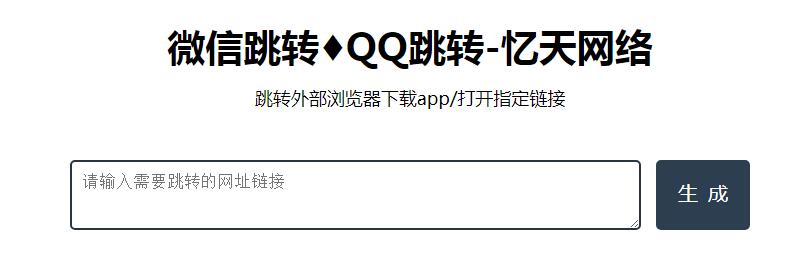 微信跳转♦QQ跳转-忆天网络
跳转外部浏览器下载app/打开指定链接
请输入需要跳转的网址链接
生 成